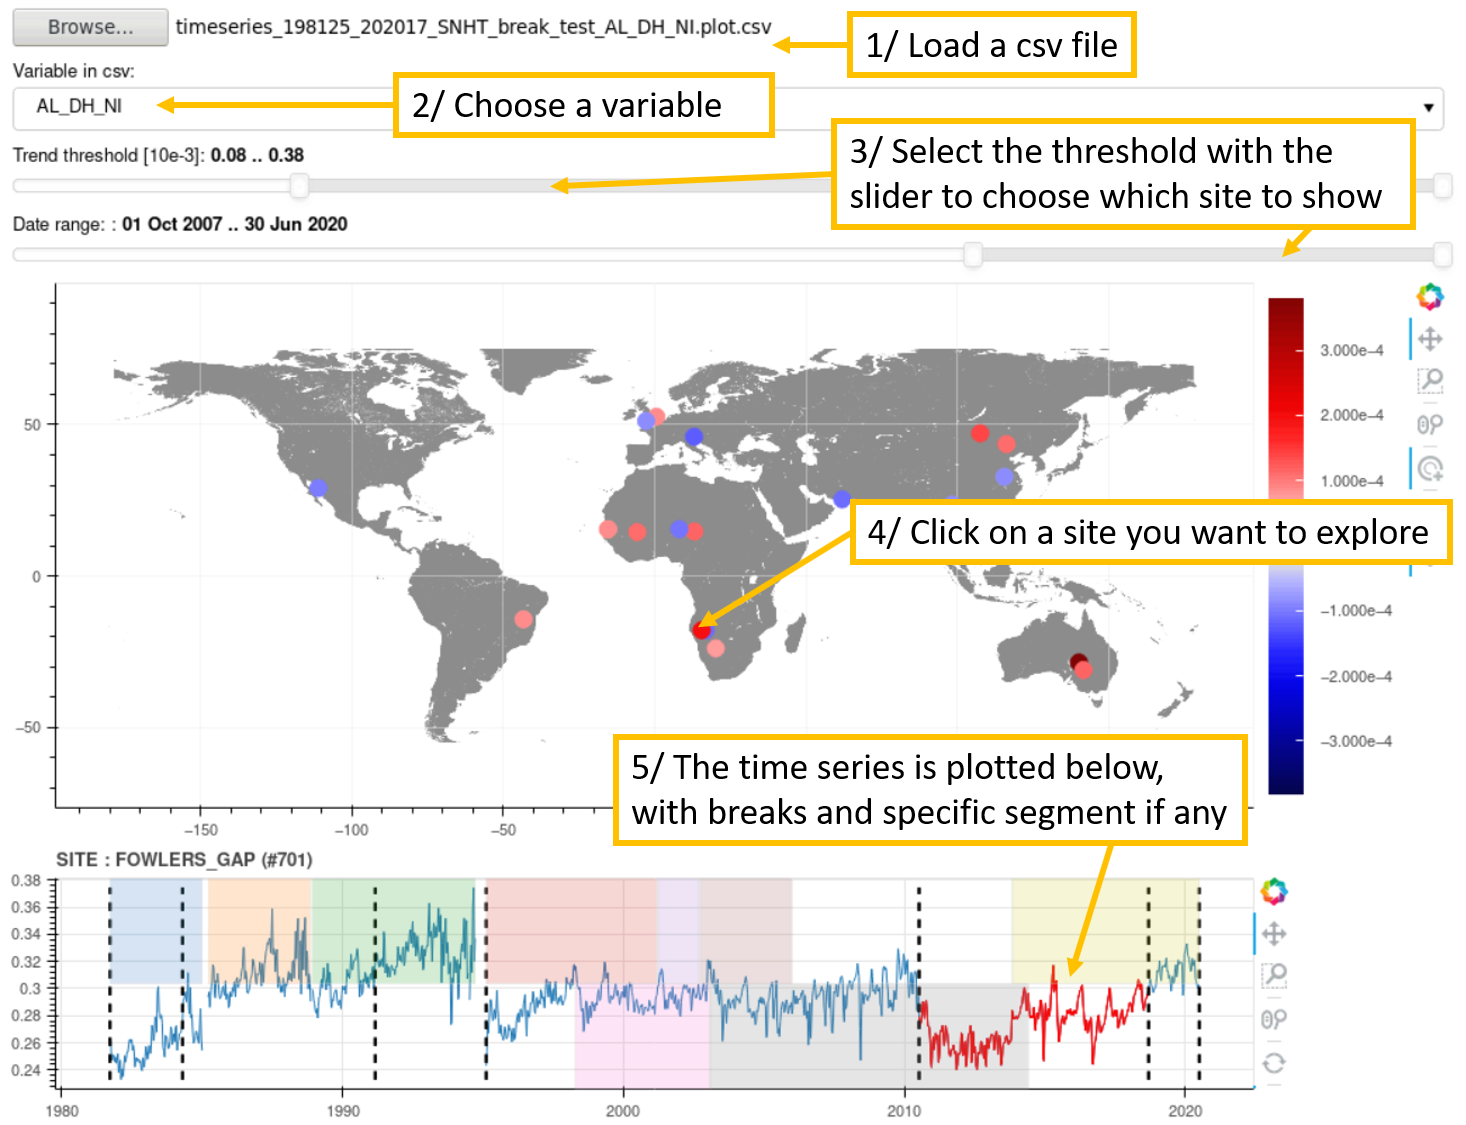 Browse...
timeseries_198125_202017_SNHT_break_test_AL_DH_NI.plot.csv
1/ Load a csv file
Variable in csv:
AL_DH_NI
2/ Choose a variable
Trend threshold [10e-3]: 0.08 .. 0.38
3/ Select the threshold with the
slider to choose which site to show
Date range: : 01 Oct 2007 .. 30 Jun 2020
50
0
−50
−150
−100
−50
3.000e−4
2.000e−4
1.000e−4
−1.000e−4
−2.000e−4
−3.000e−4
4/ Click on a site you want to explore
5/ The time series is plotted below,
with breaks and specific segment if any
SITE : FOWLERS_GAP (#701)
0.38
0.36
0.34
0.32
0.3
0.28
0.26
0.24
1980
1990
2000
2010
2020